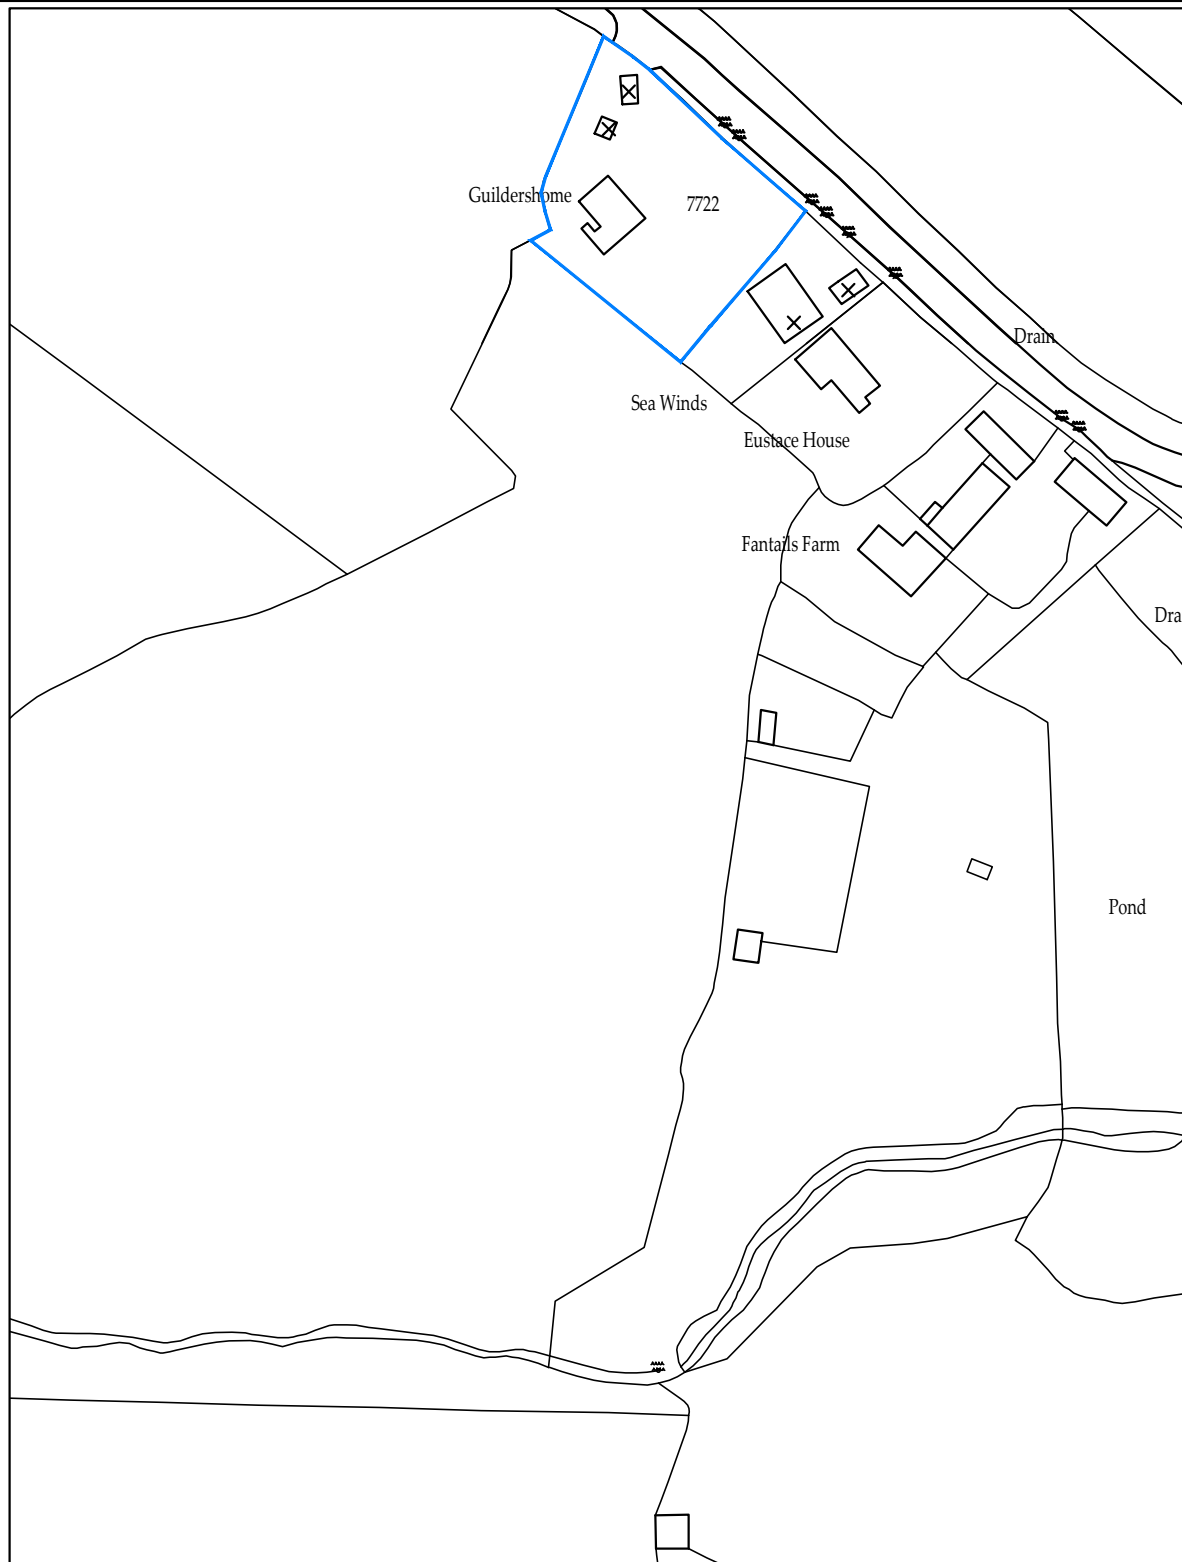 Guildershome
7722
Drain
Sea Winds
Eustace House
Fantails Farm
Dra
Pond